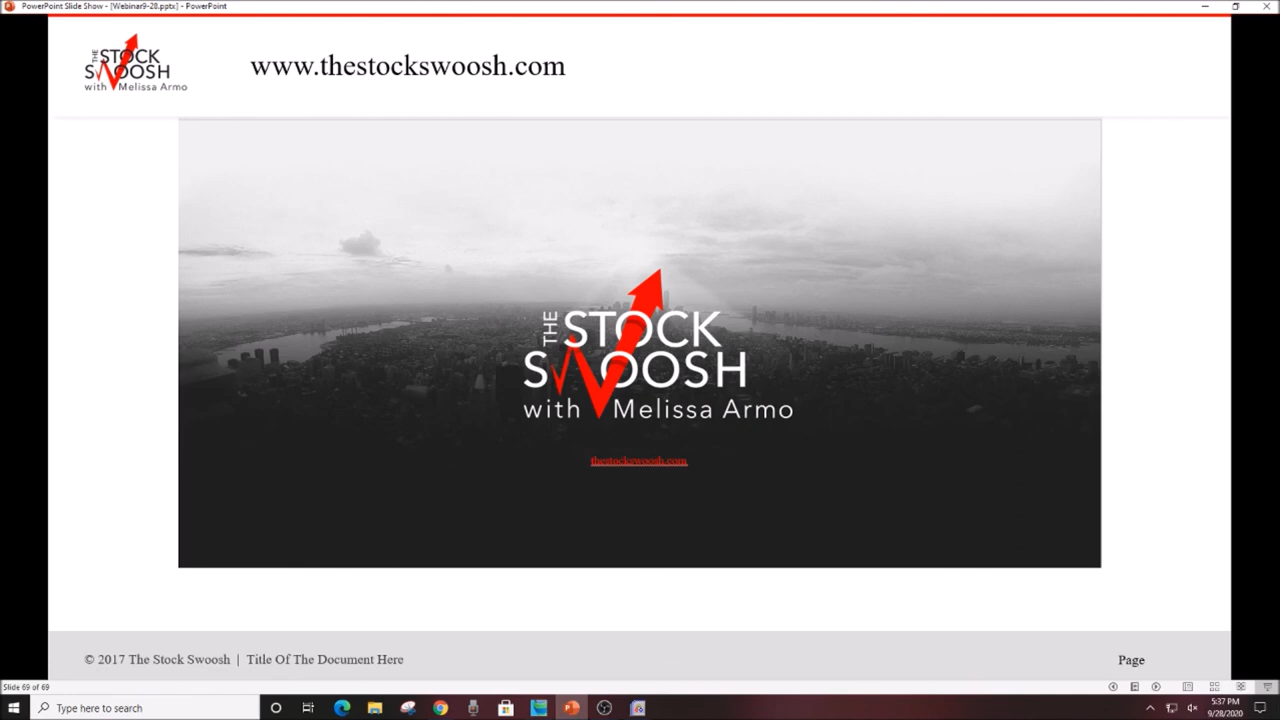 PowerPoint Slide Show - [Webinar9-28.pptx] - PowerPoint
THE STOCK
SWOOSH
with Melissa Armo
www.thestockswoosh.com
THE STOCK
SWOOSH
with Melissa Armo
thestockswoosh.com
© 2017 The Stock Swoosh | Title Of The Document Here
Page
Slide 69 of 69
Type here to search
5:37 PM
9/28/2020